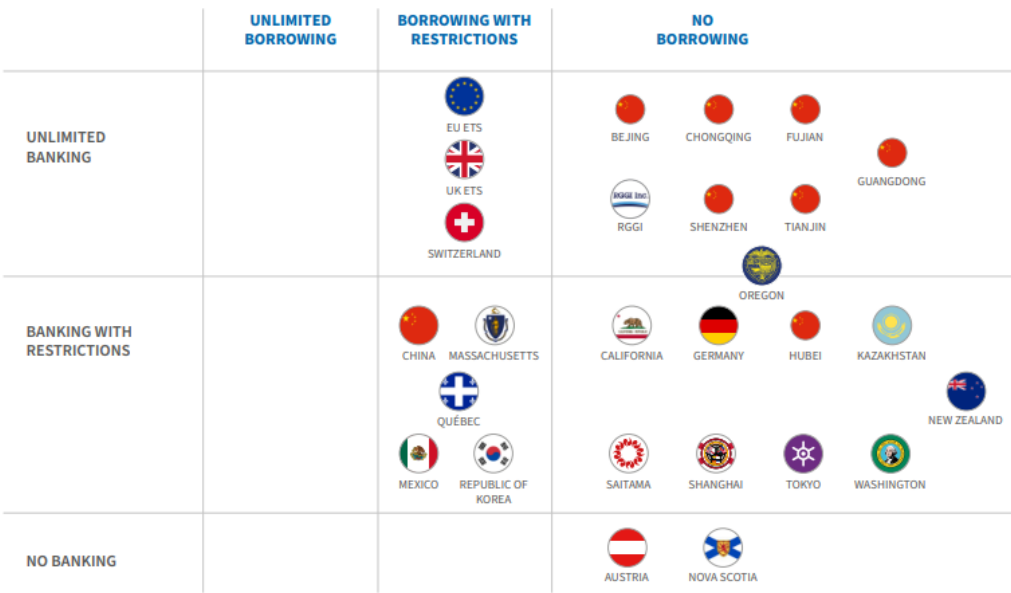 UNLIMITED
BORROWING
BORROWING WITH
RESTRICTIONS
NO
BORROWING
UNLIMITED
BANKING
EU ETS
UK ETS
SWITZERLAND
BEJING
CHONGQING
FUJIAN
GUANGDONG
RGGI Inc.
RGGI
SHENZHEN
TIANJIN
OREGON
BANKING WITH
RESTRICTIONS
CHINA
MASSACHUSETTS
QUÉBEC
MEXICO
REPUBLIC OF
KOREA
CALIFORNIA
GERMANY
HUBEI
KAZAKHSTAN
NEW ZEALAND
SAITAMA
SHANGHAI
TOKYO
WASHINGTON
NO BANKING
AUSTRIA
NOVA SCOTIA